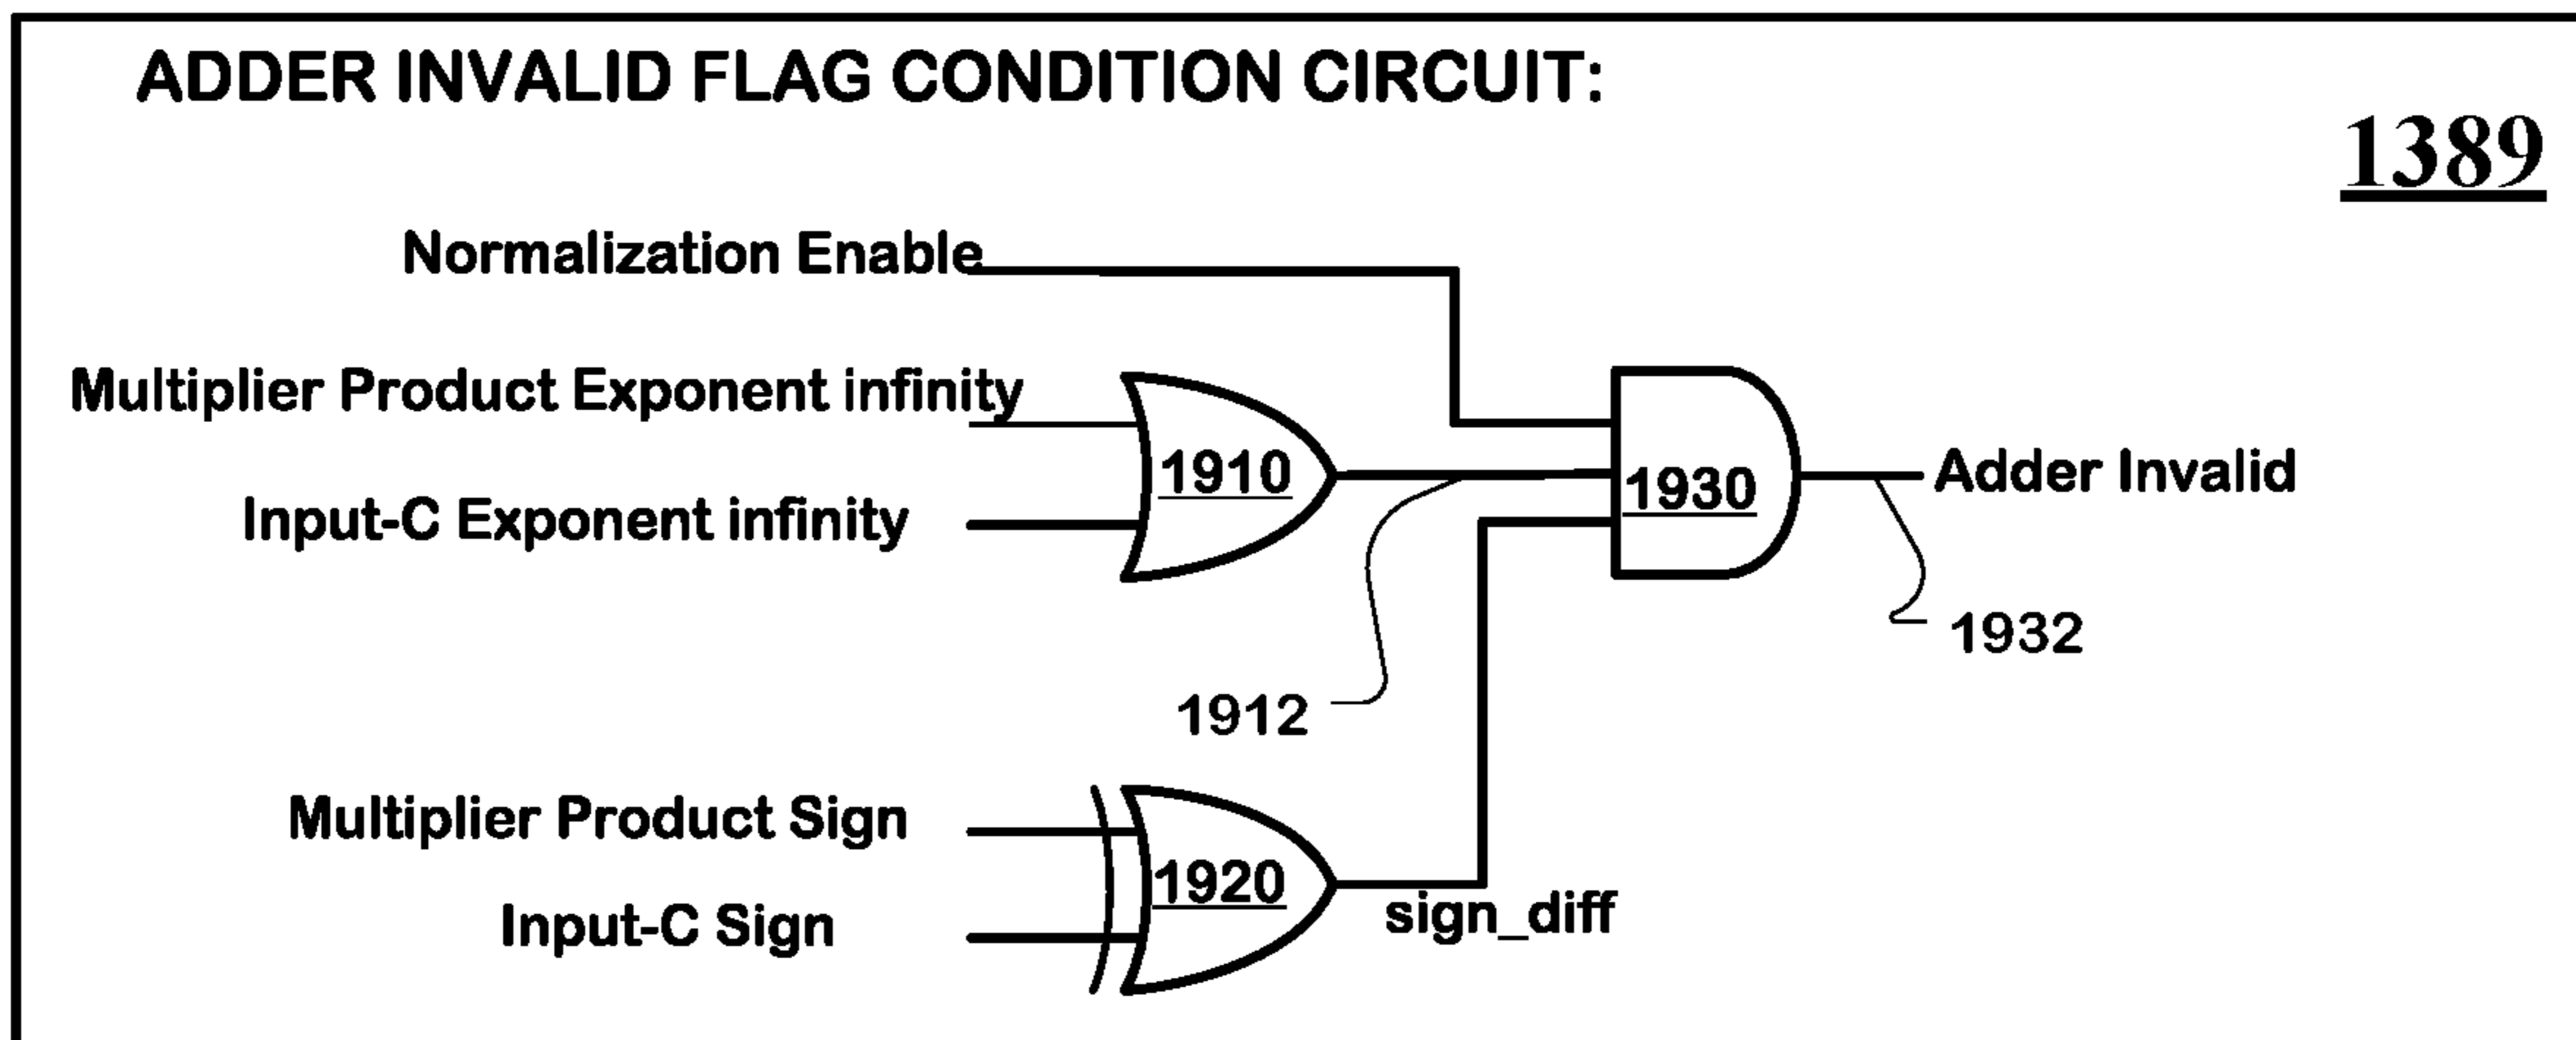 ADDER INVALID FLAG CONDITION CIRCUIT:
1389
Normalization Enable
Multiplier Product Exponent infinity
1910
1930
Adder Invalid
Input-C Exponent infinity
1932
1912
Multiplier Product Sign
1920
sign_diff
Input-C Sign